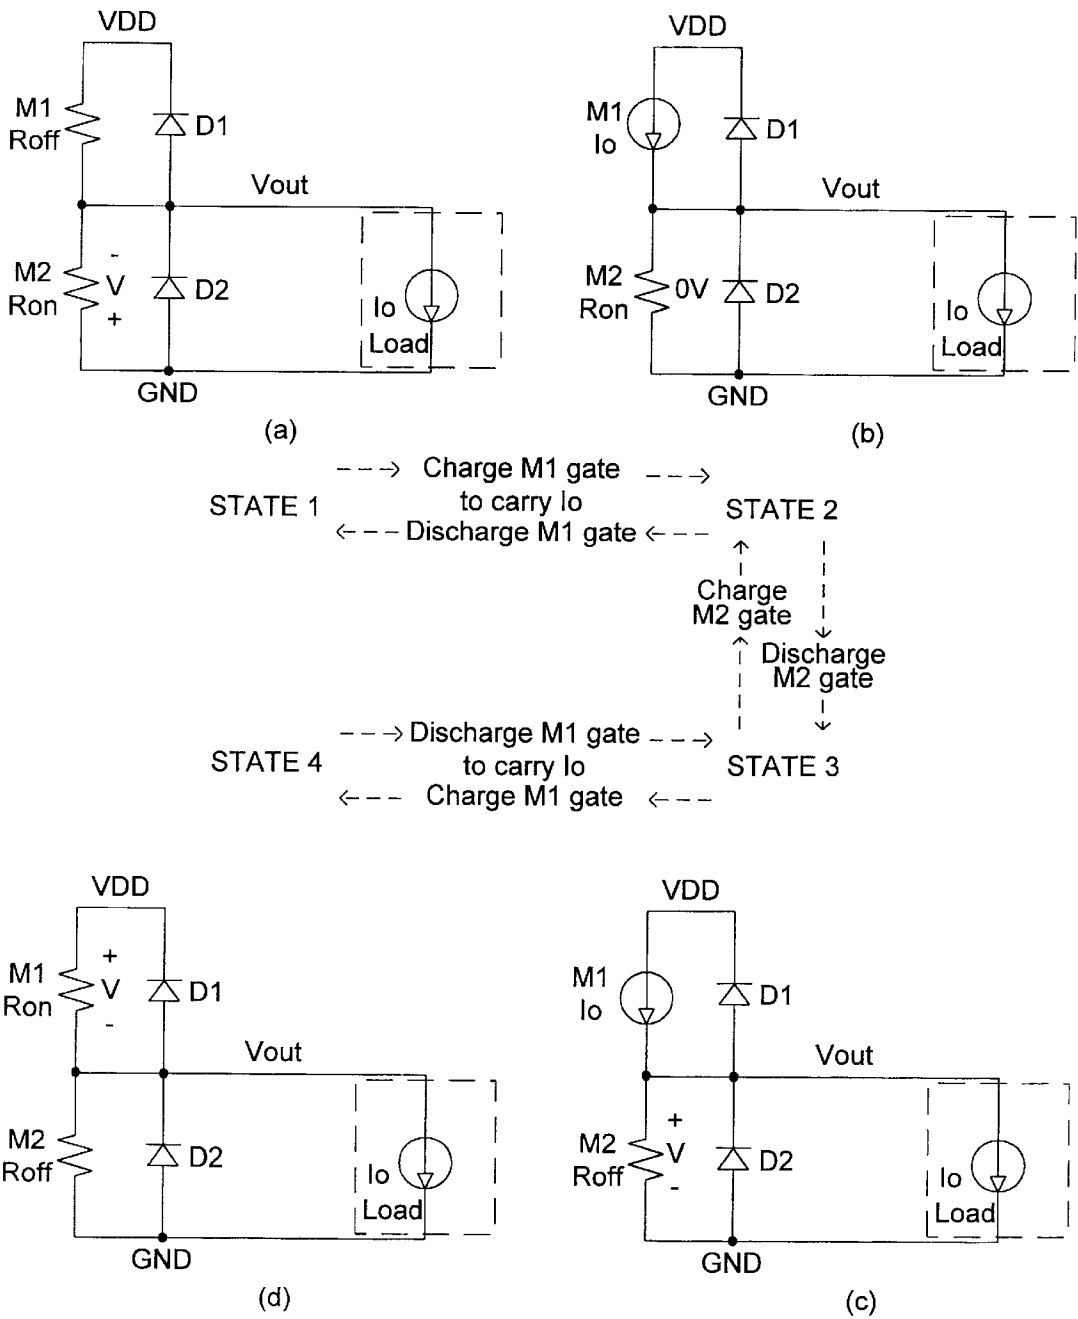 VDD
M1
Roff
D1
Vout
M2
Ron
-
V
+
D2
Io
Load
GND
(a)
VDD
M1
Io
D1
Vout
M2
Ron
0V
D2
Io
Load
GND
(b)
STATE 1
Charge M1 gate
to carry Io
Discharge M1 gate
STATE 2
Charge
M2 gate
Discharge
M2 gate
STATE 4
Discharge M1 gate
to carry Io
Charge M1 gate
STATE 3
VDD
M1
Ron
+
V
-
D1
Vout
M2
Roff
D2
Io
Load
GND
(d)
VDD
M1
Io
D1
Vout
M2
Roff
+
V
-
D2
Io
Load
GND
(c)